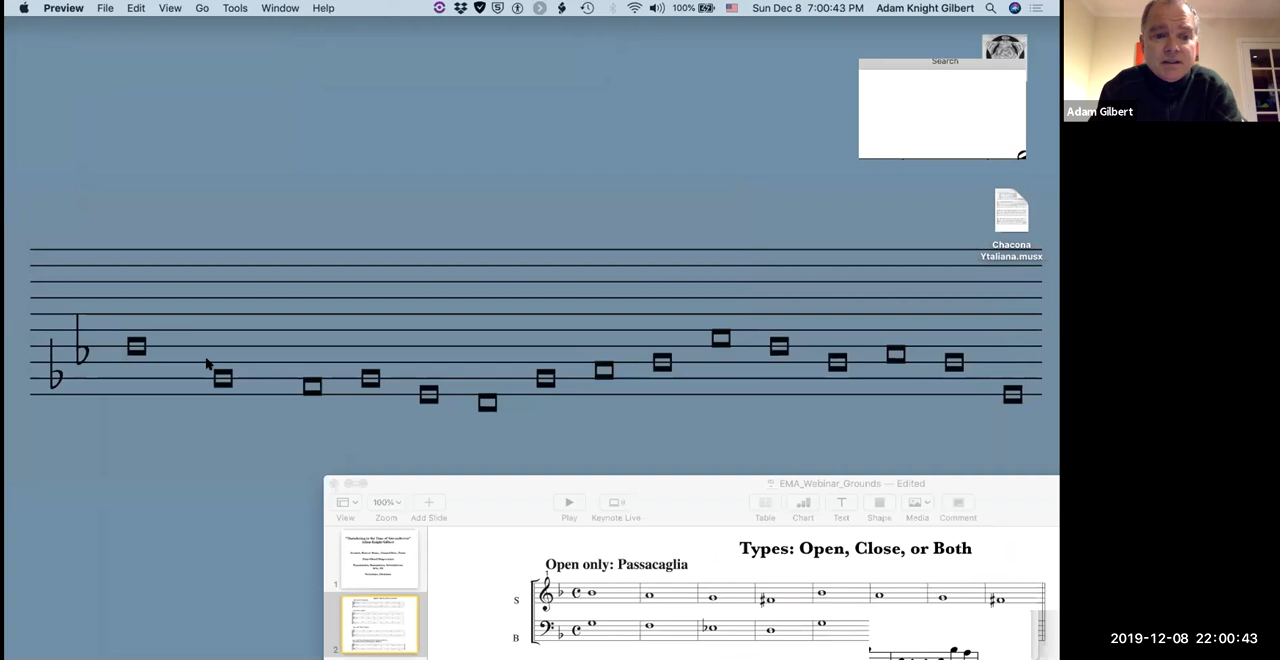 Preview File Edit View Go Tools Window Help 100% Sun Dec 8 7:00:43 PM Adam Knight Gilbert
Search
Adam Gilbert
Chacona
Ytaliana.musx
EMA_Webinar_Grounds — Edited
100%
View Zoom Add Slide Play Keynote Live Table Chart Text Shape Media Comment
Types: Open, Close, or Both
Open only: Passacaglia
1
S
B
2
2019-12-08 22:00:43